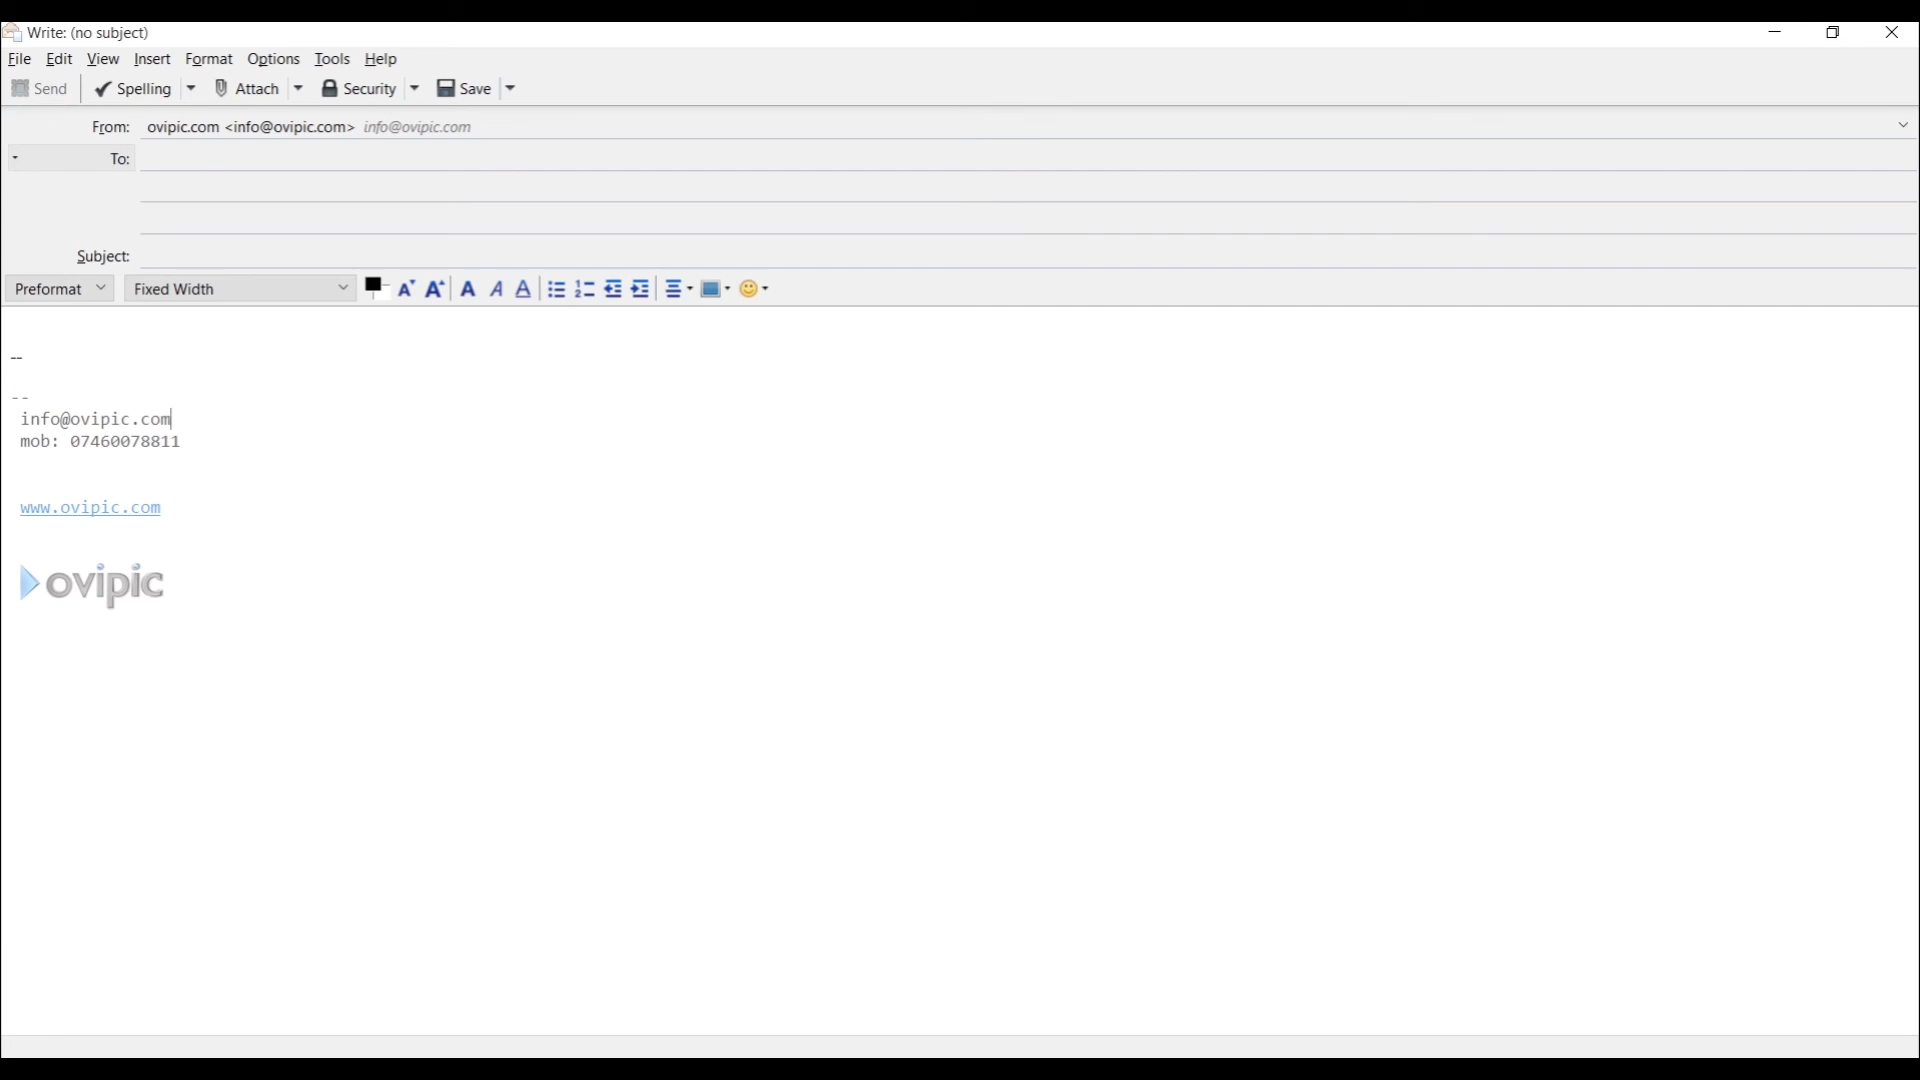 Write: (no subject)
File Edit View Insert Format Options Tools Help
Send Spelling Attach Security Save
From: ovipic.com <info@ovipic.com> info@ovipic.com
To:
Subject:
Preformat Fixed Width A A A A A
--
--
info@ovipic.com
mob: 07460078811
www.ovipic.com
ovipic